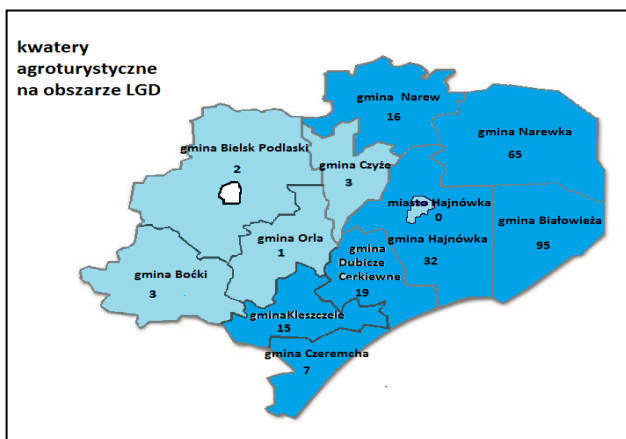 kwatery
agroturystyczne
na obszarze LGD
gmina Narew
16
gmina Narewka
65
gmina Bielsk Podlaski
2
gmina Czyże
3
miasto Hajnówka
0
gmina Białowieża
95
gmina Orla
1
gmina Hajnówka
32
gmina
Dubicze
Cerkiewne
19
gmina Boćki
3
gminaKleszczele
15
gmina Czeremcha
7